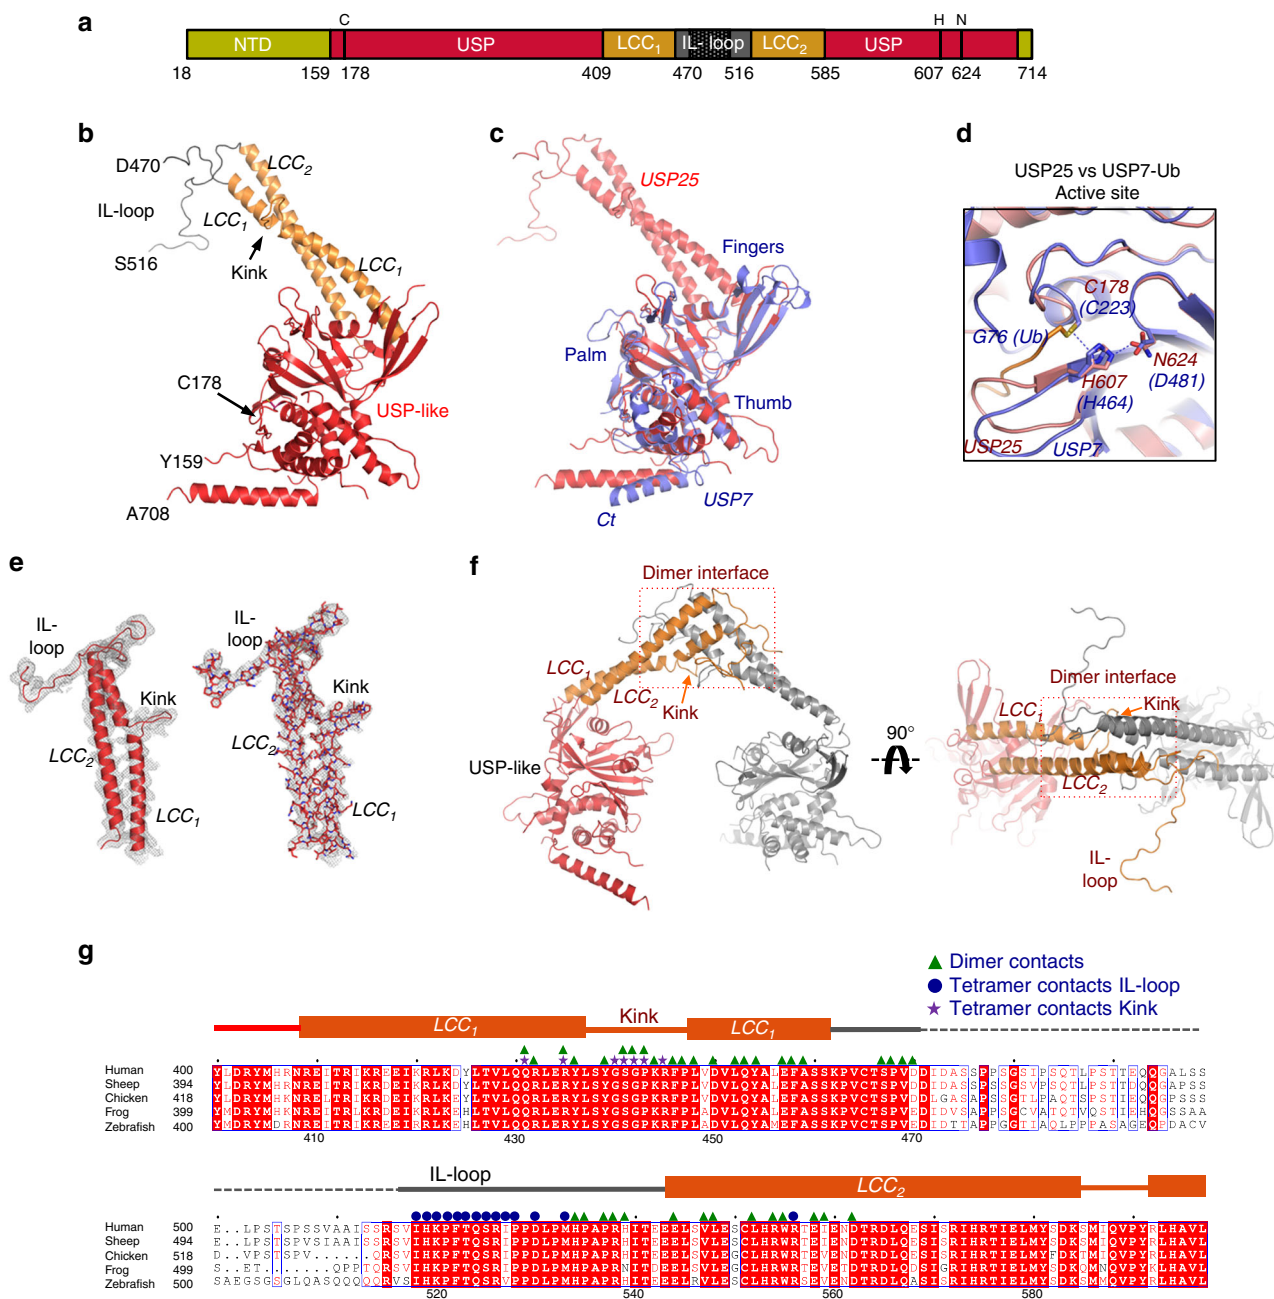 a
C H N
NTD USP LCC1 IL- loop LCC2 USP
18 159 178 409 470 516 585 607 624 714
b
D470
LCC2
IL-loop
LCC1
S516
Kink
LCC1
C178
USP-like
Y159
A708
c
USP25
Fingers
Palm
Thumb
USP7
Ct
d
USP25 vs USP7-Ub
Active site
C178
(C223)
G76 (Ub)
N624
(D481)
H607
(H464)
USP25
USP7
e
IL-
loop
Kink
LCC2
LCC1
IL-
loop
Kink
LCC2
LCC1
f
Dimer interface
LCC1
LCC2
Kink
USP-like
90°
Dimer interface
Kink
LCC1
LCC2
IL-
loop
g
Dimer contacts
Tetramer contacts IL-loop
Tetramer contacts Kink
LCC1 Kink LCC1
Human 400 YLDRYMHRNREITRIKREEIKRLKDYLTVLQQRLERYLSYGSGPKRFPLVDVLQYALEFASSKPVCTSPVDDIDASSPPSGSIPSQTLPSTTEQQGALSS
Sheep 394
Chicken 418
Frog 399
Zebrafish 400
410 430 450 470
IL-loop LCC2
Human 500 E..LPSTSPSSVAAISSRSVIHKPFTQSRIPPDLPMHPAPRHITEEELSVLESCLHRWRTEIENDTRDLQESISRIHRTIELMYSDKSMIQVPYRLHAVL
Sheep 494
Chicken 518
Frog 499
Zebrafish 500
520 540 560 580